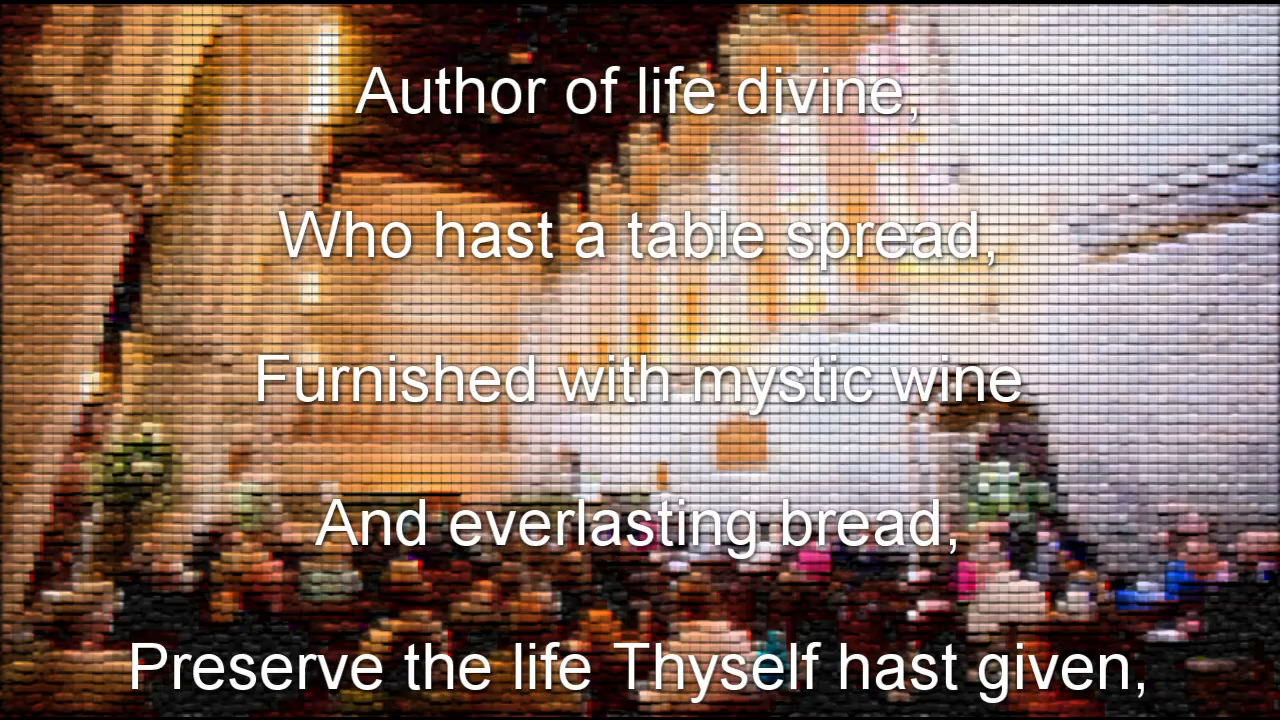 Author of life divine,
Who hast a table spread,
Furnished with mystic wine
And everlasting bread,
Preserve the life Thyself hast given,